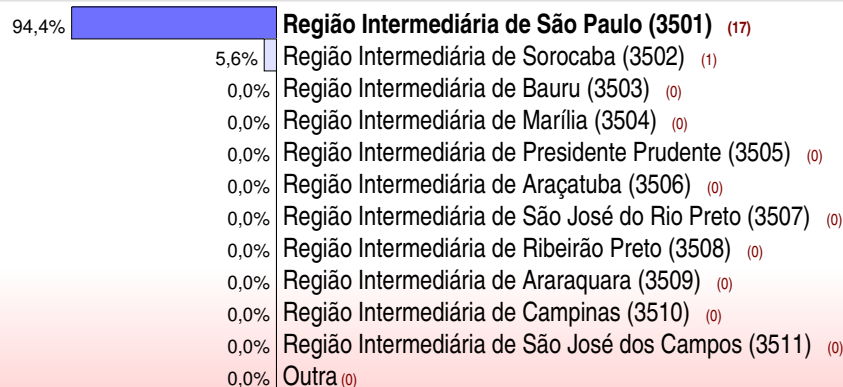 94,4% Região Intermediária de São Paulo (3501) (17)
5,6% Região Intermediária de Sorocaba (3502) (1)
0,0% Região Intermediária de Bauru (3503) (0)
0,0% Região Intermediária de Marília (3504) (0)
0,0% Região Intermediária de Presidente Prudente (3505) (0)
0,0% Região Intermediária de Araçatuba (3506) (0)
0,0% Região Intermediária de São José do Rio Preto (3507) (0)
0,0% Região Intermediária de Ribeirão Preto (3508) (0)
0,0% Região Intermediária de Araraquara (3509) (0)
0,0% Região Intermediária de Campinas (3510) (0)
0,0% Região Intermediária de São José dos Campos (3511) (0)
0,0% Outra (0)